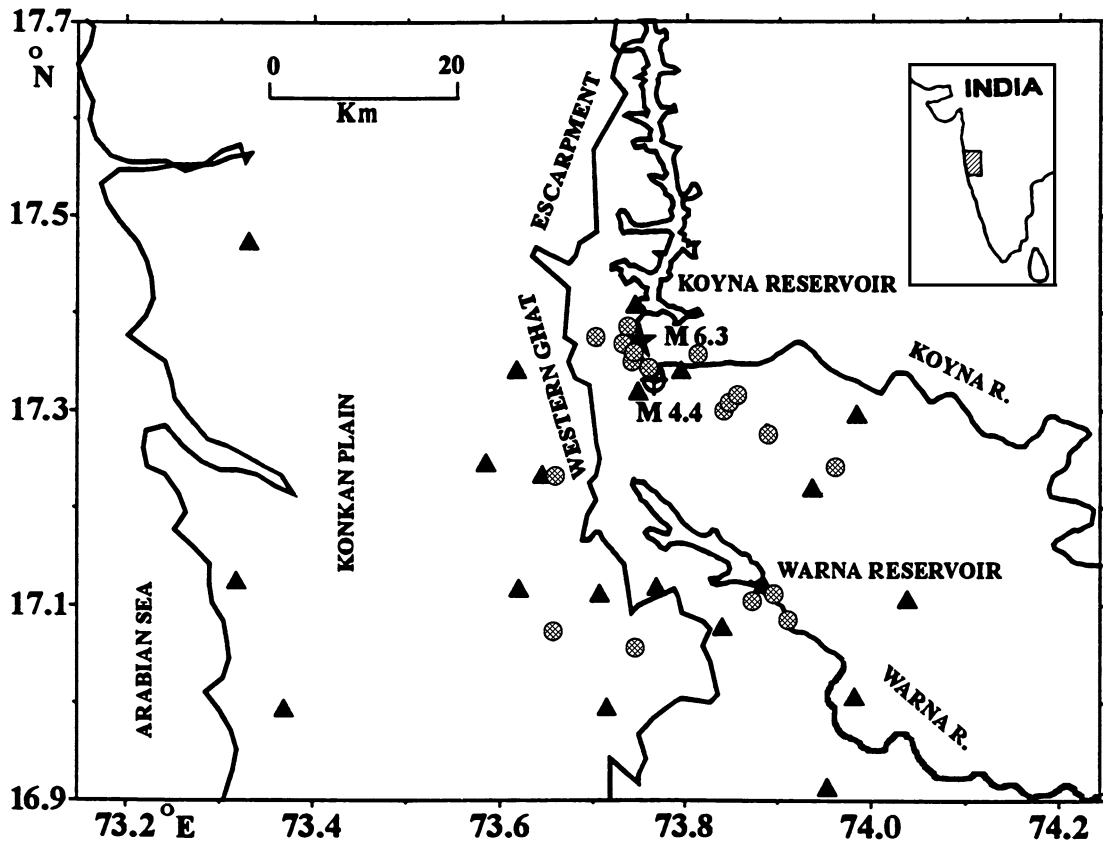 17.7
°
N
0 20
Km
INDIA
ESCARPMENT
17.5
KOYNA RESERVOIR
WESTERN GHAT
M 6.3
KOYNA R.
17.3
M 4.4
KONKAN PLAIN
WARNA RESERVOIR
17.1
ARABIAN SEA
WARNA R.
16.9
73.2 °E 73.4 73.6 73.8 74.0 74.2